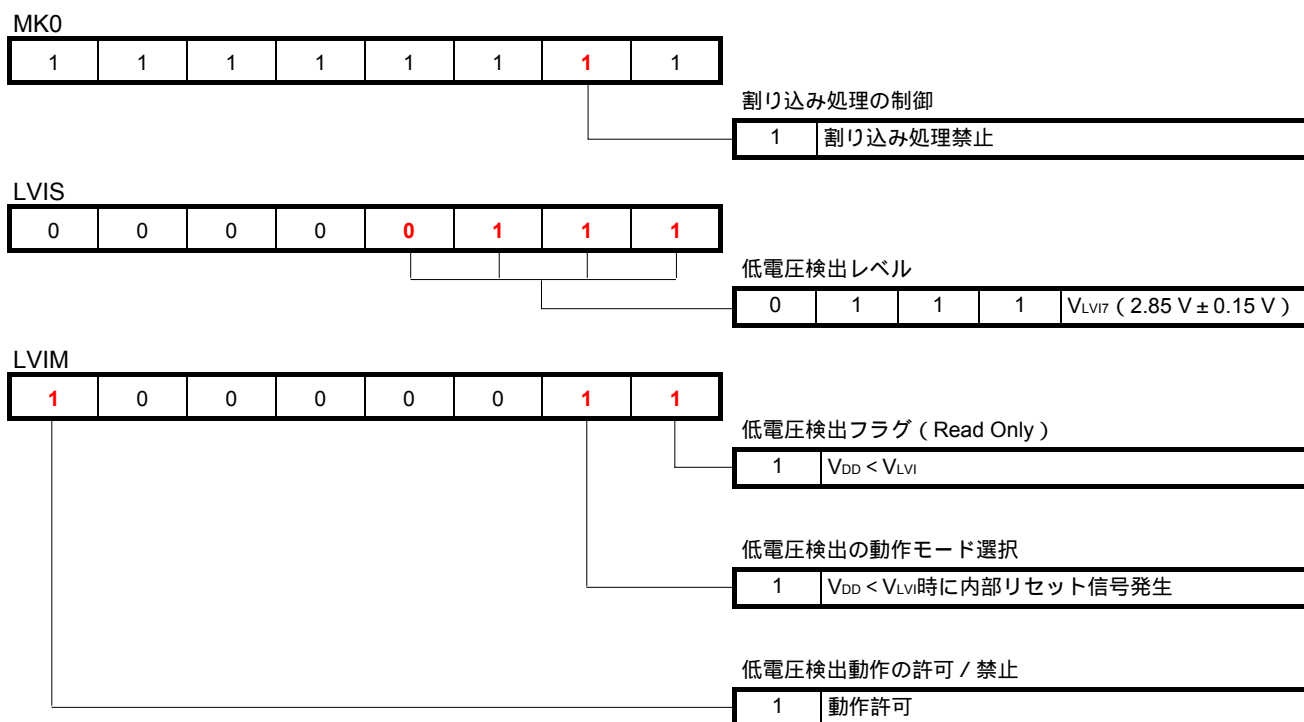 MK0
1 1 1 1 1 1 1 1
割り込み処理の制御
1 割り込み処理禁止
LVIS
0 0 0 0 0 1 1 1
低電圧検出レベル
0 1 1 1 VLVI7 ( 2.85 V ± 0.15 V )
LVIM
1 0 0 0 0 0 1 1
低電圧検出フラグ ( Read Only )
1 VDD < VLVI
低電圧検出の動作モード選択
1 VDD < VLVI時に内部リセット信号発生
低電圧検出動作の許可 / 禁止
1 動作許可